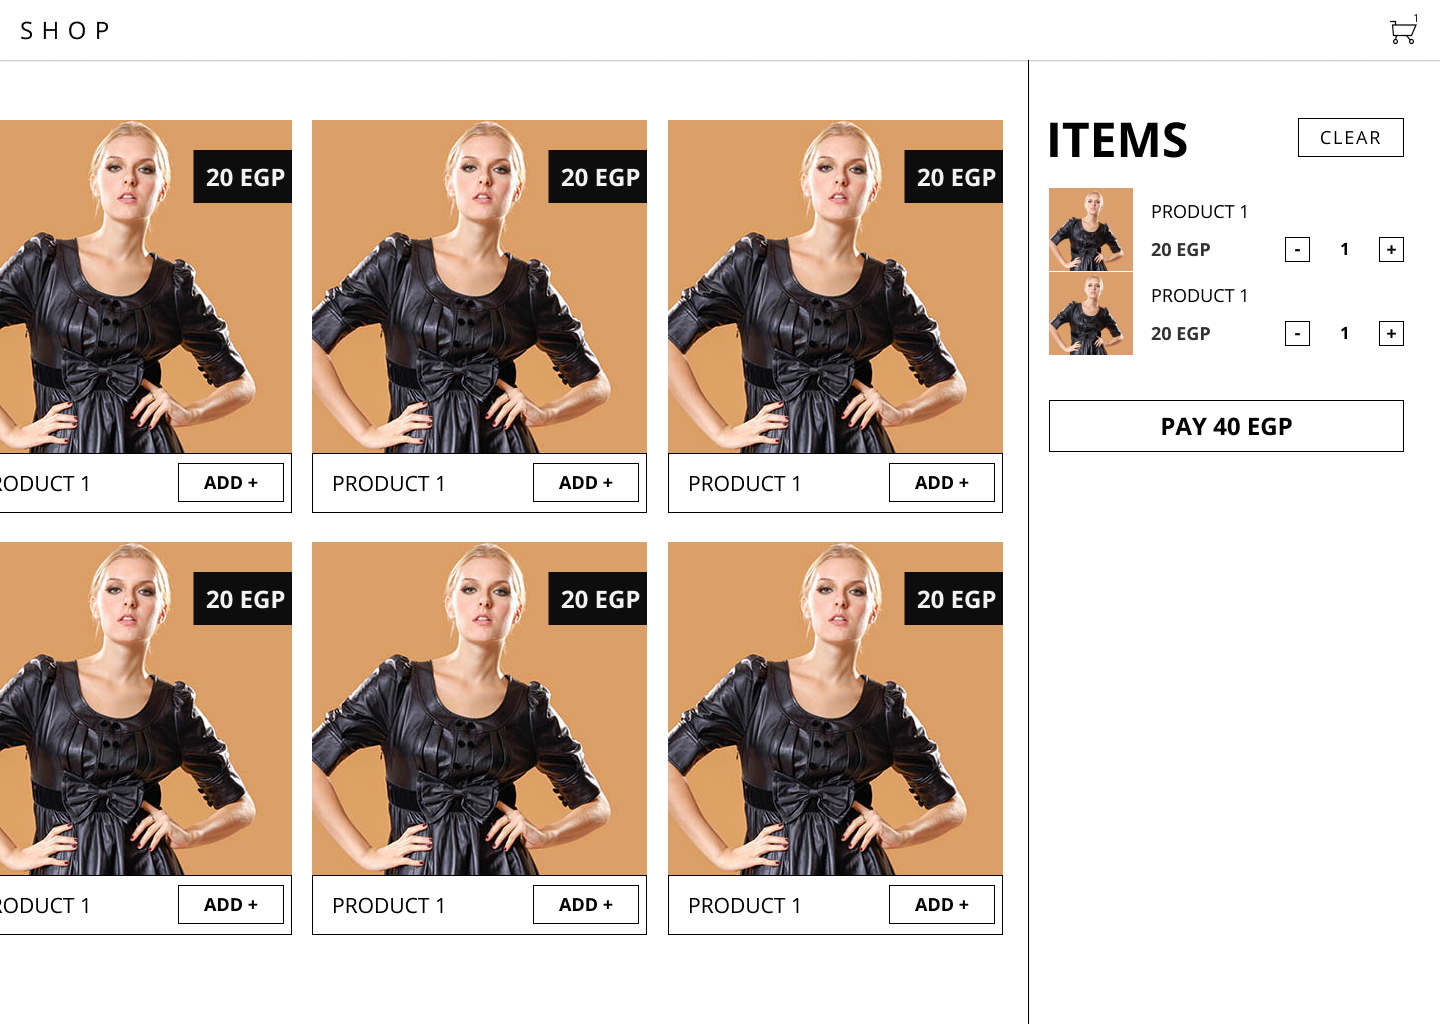 SHOP
1
20 EGP
20 EGP
20 EGP
RODUCT 1
ADD +
PRODUCT 1
ADD +
PRODUCT 1
ADD +
20 EGP
20 EGP
20 EGP
RODUCT 1
ADD +
PRODUCT 1
ADD +
PRODUCT 1
ADD +
ITEMS
CLEAR
PRODUCT 1
20 EGP
- 1 +
PRODUCT 1
20 EGP
- 1 +
PAY 40 EGP